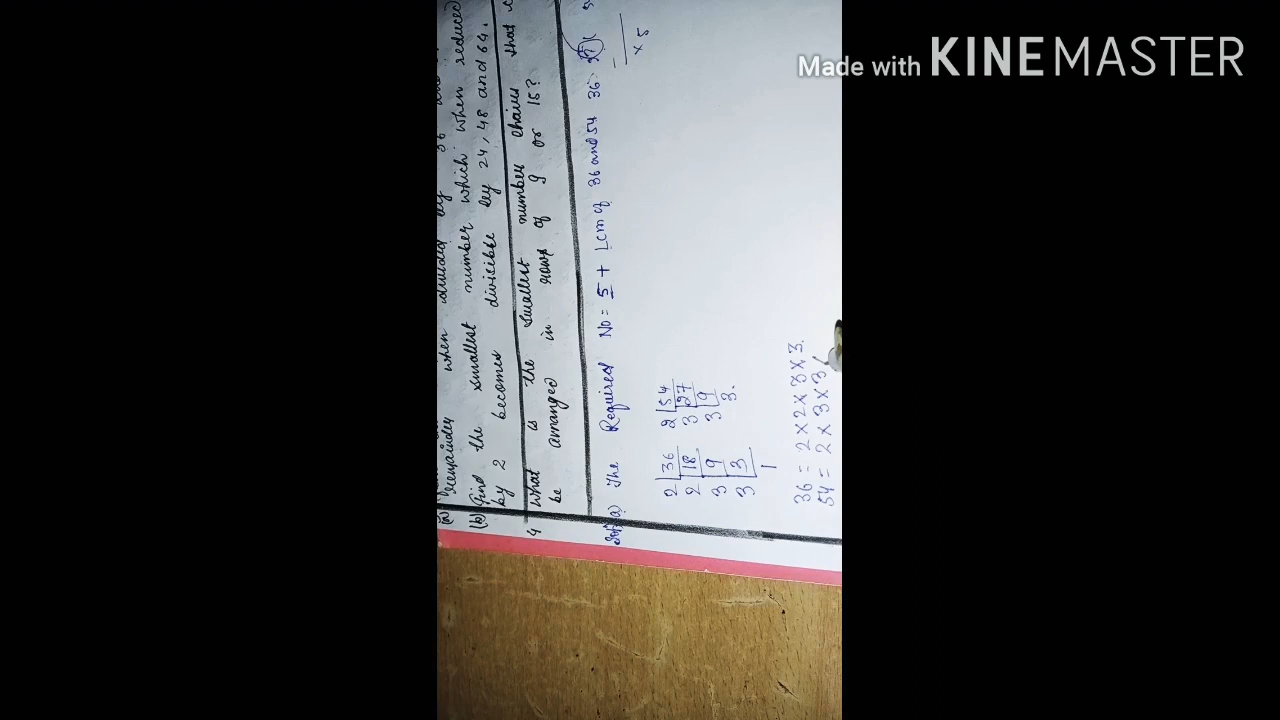 Made with KINEMASTER
(a) remainder when divided by 36
(b) Find the smallest number which when reduced
by 2 becomes divisible by 24, 48 and 64.
4 What is the smallest number chairs that
be arranged in rows of 9 or 15?
Sol: (a) The Required No = 5 + Lcm of 36 and 54 36
x 5
2 36 2 54
2 18 3 27
3 9 3 9
3 3 3.
1
36 = 2 x 2 x 3 x 3.
54 = 2 x 3 x 3